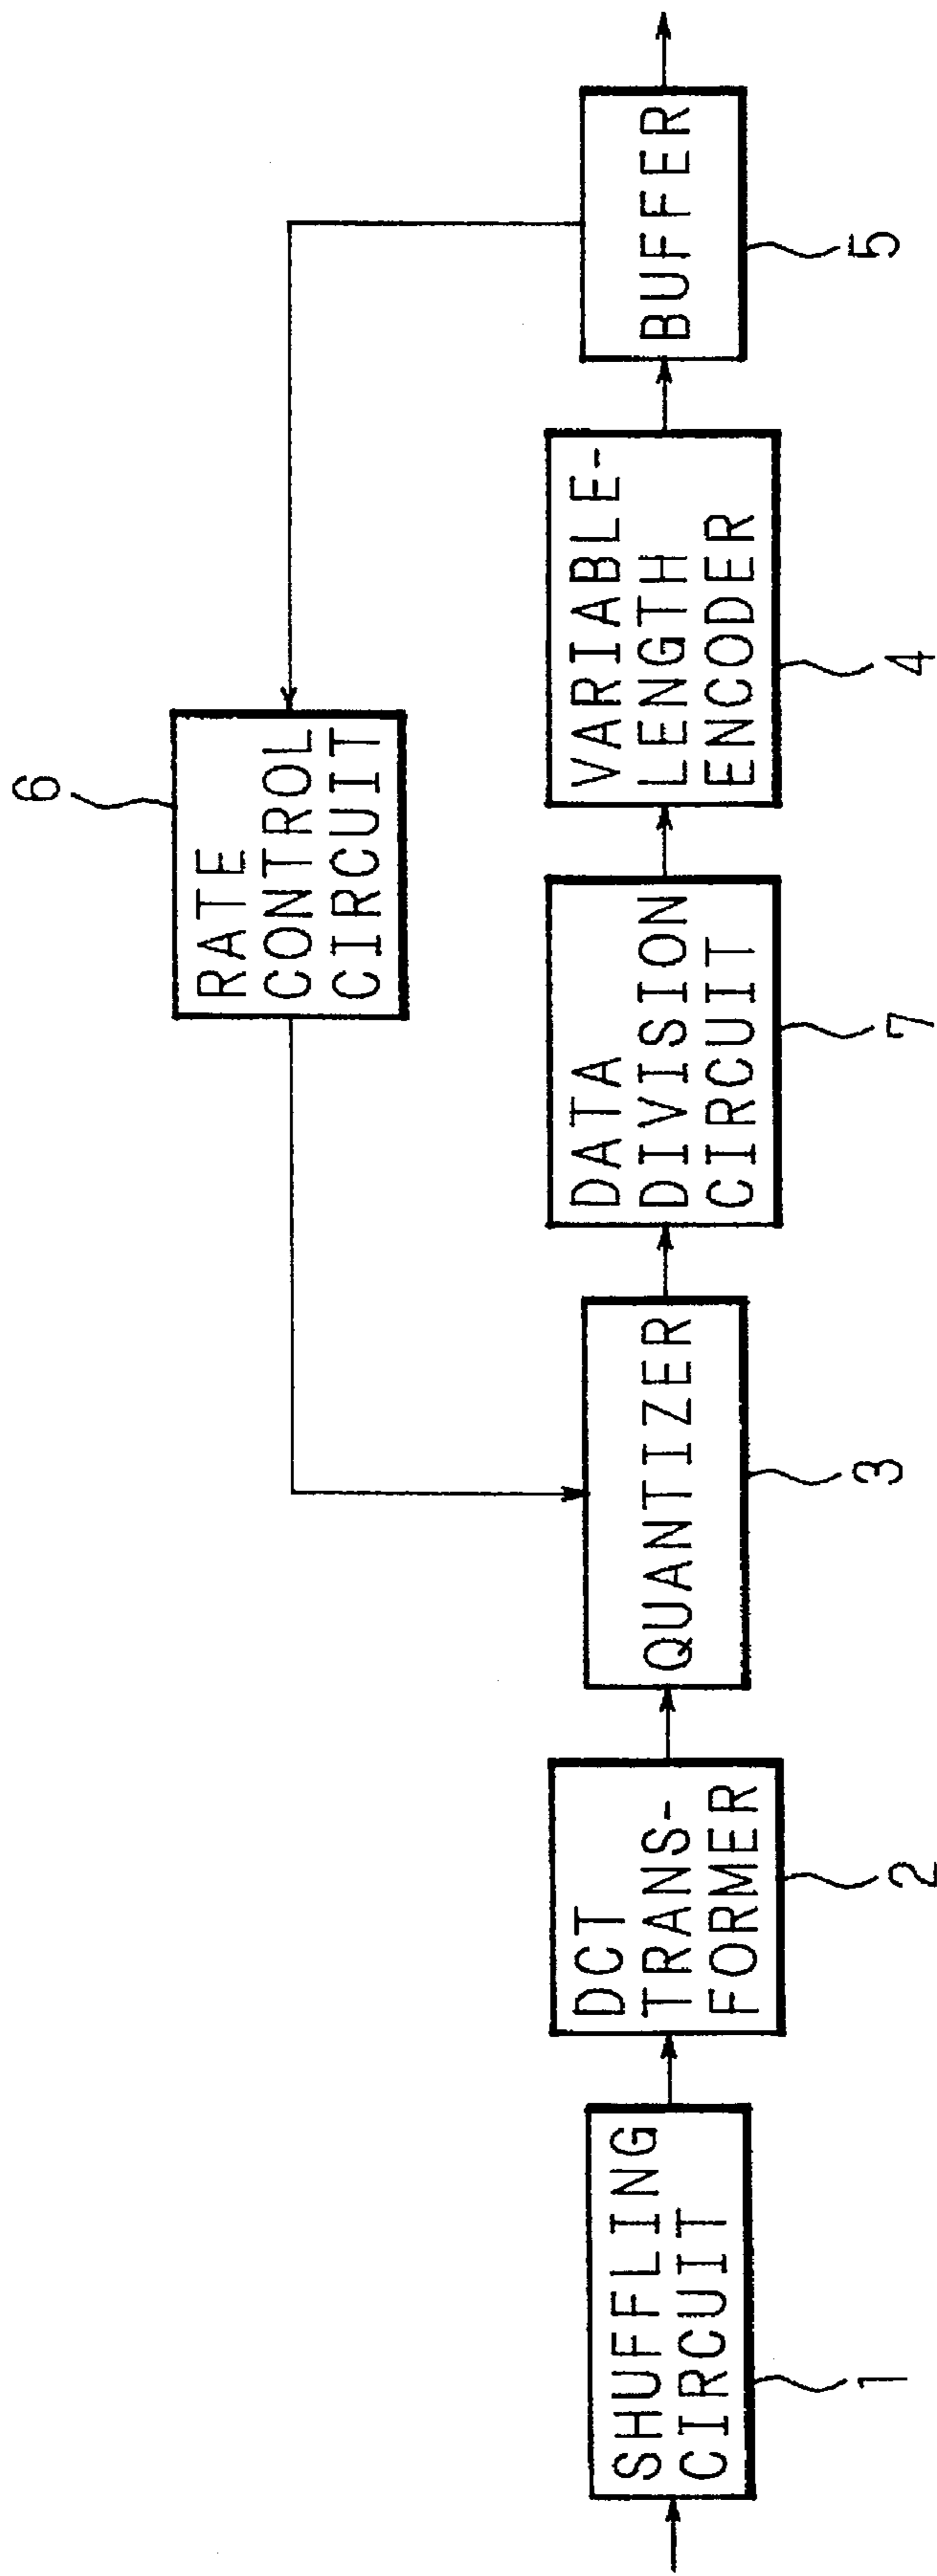 6
RATE
CONTROL
CIRCUIT
SHUFFLING
CIRCUIT
1
DCT
TRANS-
FORMER
2
QUANTIZER
3
DATA
DIVISION
CIRCUIT
7
VARIABLE-
LENGTH
ENCODER
4
BUFFER
5